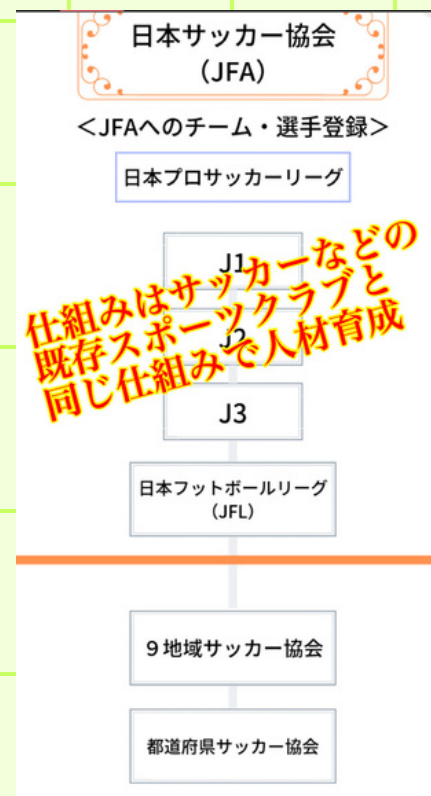 日本サッカー協会
（JFA）
＜JFAへのチーム・選手登録＞
日本プロサッカーリーグ
J1
仕組みはサッカーなどの
既存スポーツクラブと
同じ仕組みで人材育成
J2
J3
日本フットボールリーグ
（JFL）
９地域サッカー協会
都道府県サッカー協会